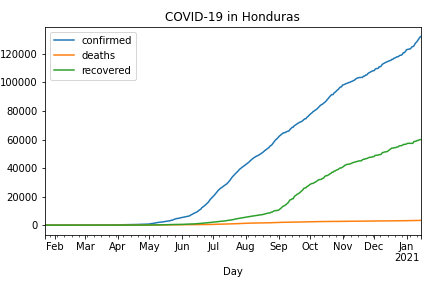 COVID-19 in Honduras
confirmed
deaths
recovered
120000
100000
80000
60000
40000
20000
0
Feb Mar Apr May Jun Jul Aug Sep Oct Nov Dec Jan
2021
Day